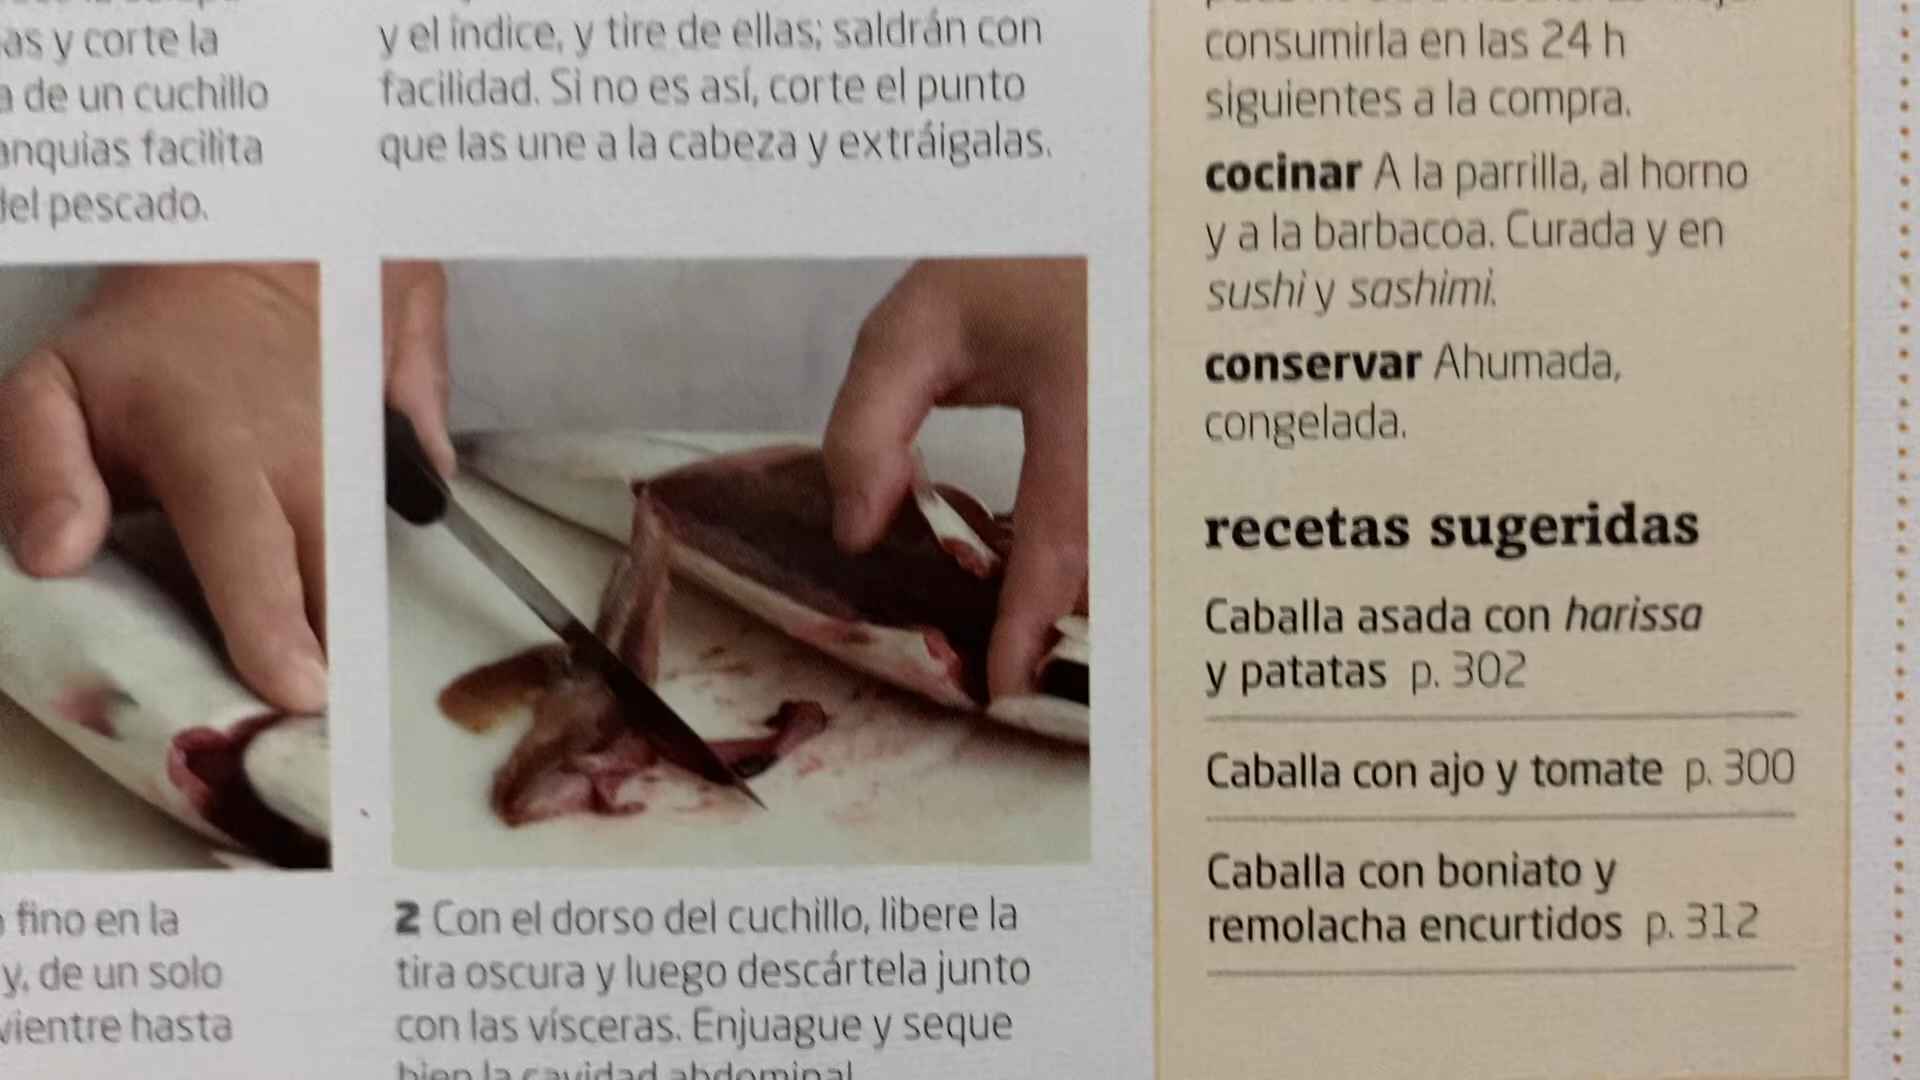 as y corte la
a de un cuchillo
anquias facilita
del pescado.
y el índice, y tire de ellas; saldrán con
facilidad. Si no es así, corte el punto
que las une a la cabeza y extráigalas.
fino en la
y, de un solo
vientre hasta
2 Con el dorso del cuchillo, libere la
tira oscura y luego descártela junto
con las vísceras. Enjuague y seque
bien la cavidad abdominal
consumirla en las 24 h
siguientes a la compra.
cocinar A la parrilla, al horno
y a la barbacoa. Curada y en
sushi y sashimi.
conservar Ahumada,
congelada.
recetas sugeridas
Caballa asada con harissa
y patatas p. 302
Caballa con ajo y tomate p. 300
Caballa con boniato y
remolacha encurtidos p. 312